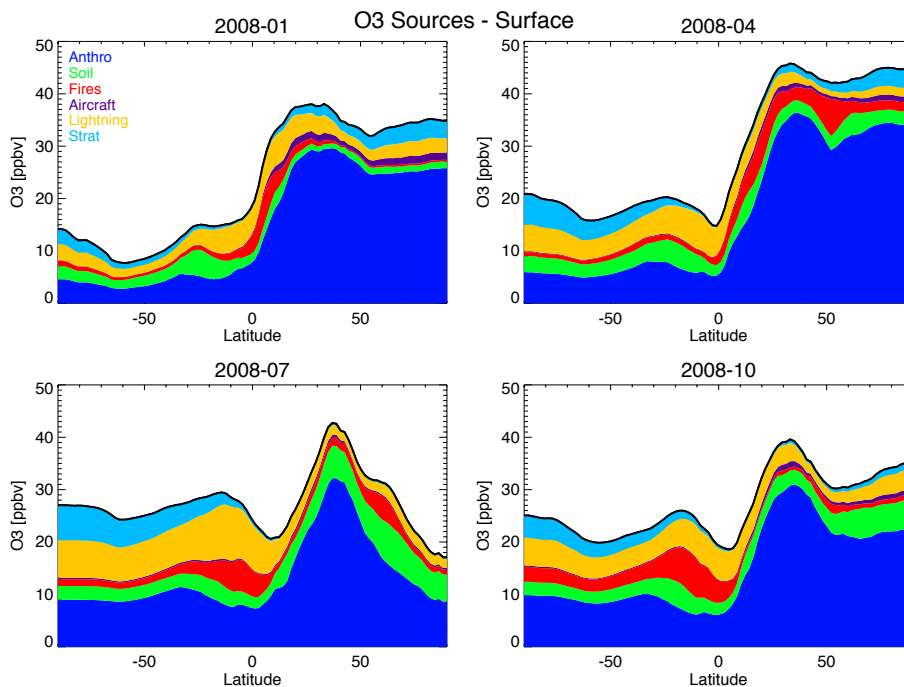 O3 Sources - Surface
2008-01
50
40
30
20
10
0
O3 [ppbv]
Anthro
Soil
Fires
Aircraft
Lightning
Strat
-50 0 50
Latitude
2008-04
50
40
30
20
10
0
O3 [ppbv]
-50 0 50
Latitude
2008-07
50
40
30
20
10
0
O3 [ppbv]
-50 0 50
Latitude
2008-10
50
40
30
20
10
0
O3 [ppbv]
-50 0 50
Latitude